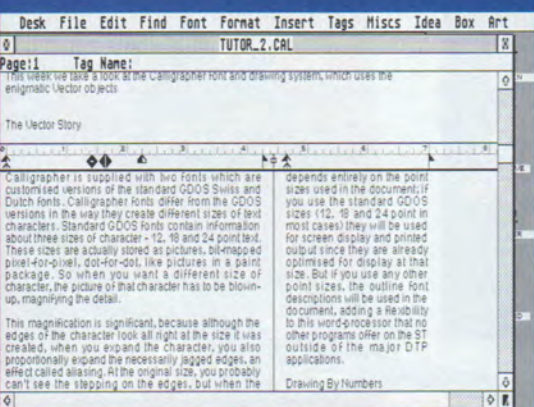 Desk File Edit Find Font Format Insert Tags Miscs Idea Box Art
TUTOR_2.CAL
Page:1 Tag Name:
This week we take a look at the Calligrapher font and drawing system, which uses the
enigmatic Vector objects
The Vector Story
Calligrapher is supplied with two fonts which are
customised versions of the standard GDOS Swiss and
Dutch fonts. Calligrapher fonts differ from the GDOS
versions in the way they create different sizes of text
characters. Standard GDOS fonts contain information
about three sizes of character - 12, 18 and 24 point text.
These sizes are actually stored as pictures, bit-mapped
pixel-for-pixel, dot-for-dot, like pictures in a paint
package. So when you want a different size of
character, the picture of that character has to be blown-
up, magnifying the detail.
This magnification is significant, because although the
edges of the character look all right at the size it was
created, when you expand the character, you also
proportionally expand the necessarily jagged edges, an
effect called aliasing. At the original size, you probably
can't see the stepping on the edges, but when the
depends entirely on the point
sizes used in the document; if
you use the standard GDOS
sizes (12, 18 and 24 point in
most cases) they will be used
for screen display and printed
output since they are already
optimised for display at that
size. But if you use any other
point sizes, the outline font
descriptions will be used in the
document, adding a flexibility
to this word-processor that no
other programs offer on the ST
outside of the major DTP
applications.
Drawing By Numbers